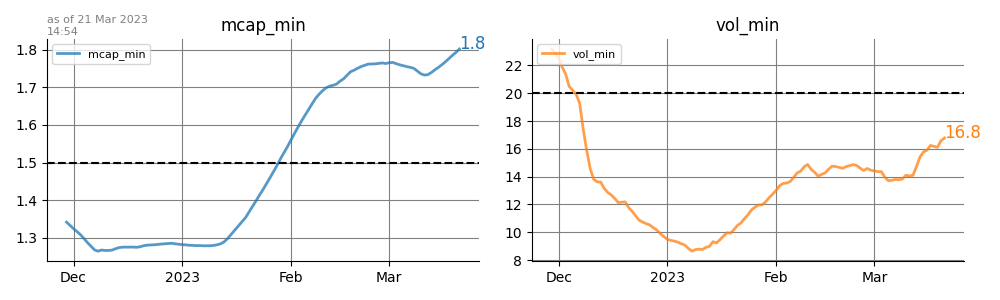 as of 21 Mar 2023
14:54
mcap_min
1.8
mcap_min
1.8
1.7
1.6
1.5
1.4
1.3
Dec
2023
Feb
Mar
vol_min
vol_min
22
20
18
16
14
12
10
8
16.8
Dec
2023
Feb
Mar